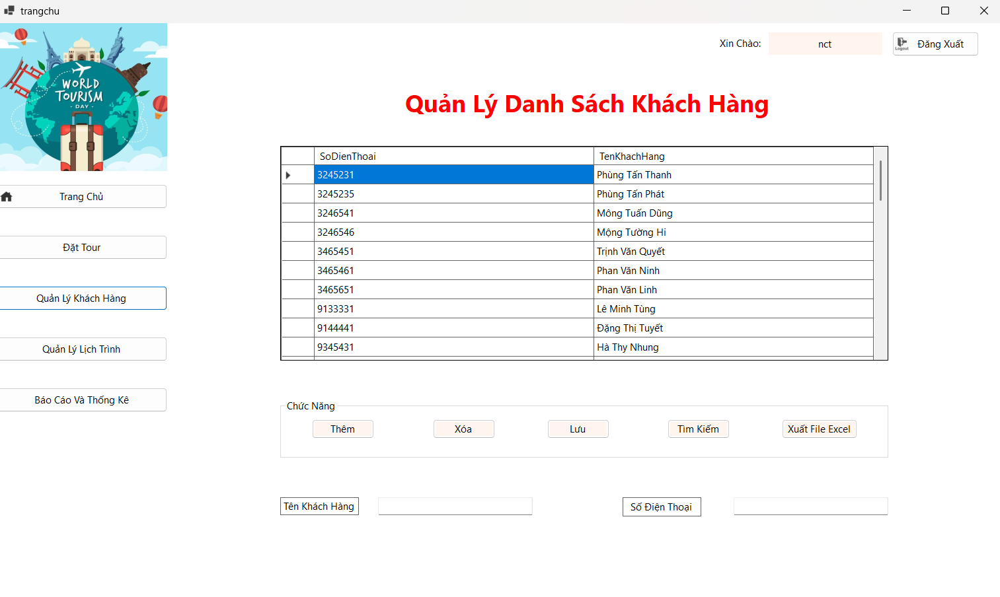 trangchu
WORLD
TOURISM
- DAY -
Xin Chào:
nct
Logout
Đăng Xuất
Quản Lý Danh Sách Khách Hàng
Trang Chủ
Đặt Tour
Quản Lý Khách Hàng
Quản Lý Lịch Trình
Báo Cáo Và Thống Kê
SoDienThoai TenKhachHang
3245231 Phùng Tấn Thanh
3245235 Phùng Tấn Phát
3246541 Mông Tuấn Dũng
3246546 Mộng Tường Hi
3465451 Trịnh Văn Quyết
3465461 Phan Văn Ninh
3465651 Phan Văn Linh
9133331 Lê Minh Tùng
9144441 Đặng Thị Tuyết
9345431 Hà Thy Nhung
Chức Năng
Thêm Xóa Lưu Tìm Kiếm Xuất File Excel
Tên Khách Hàng Số Điện Thoại